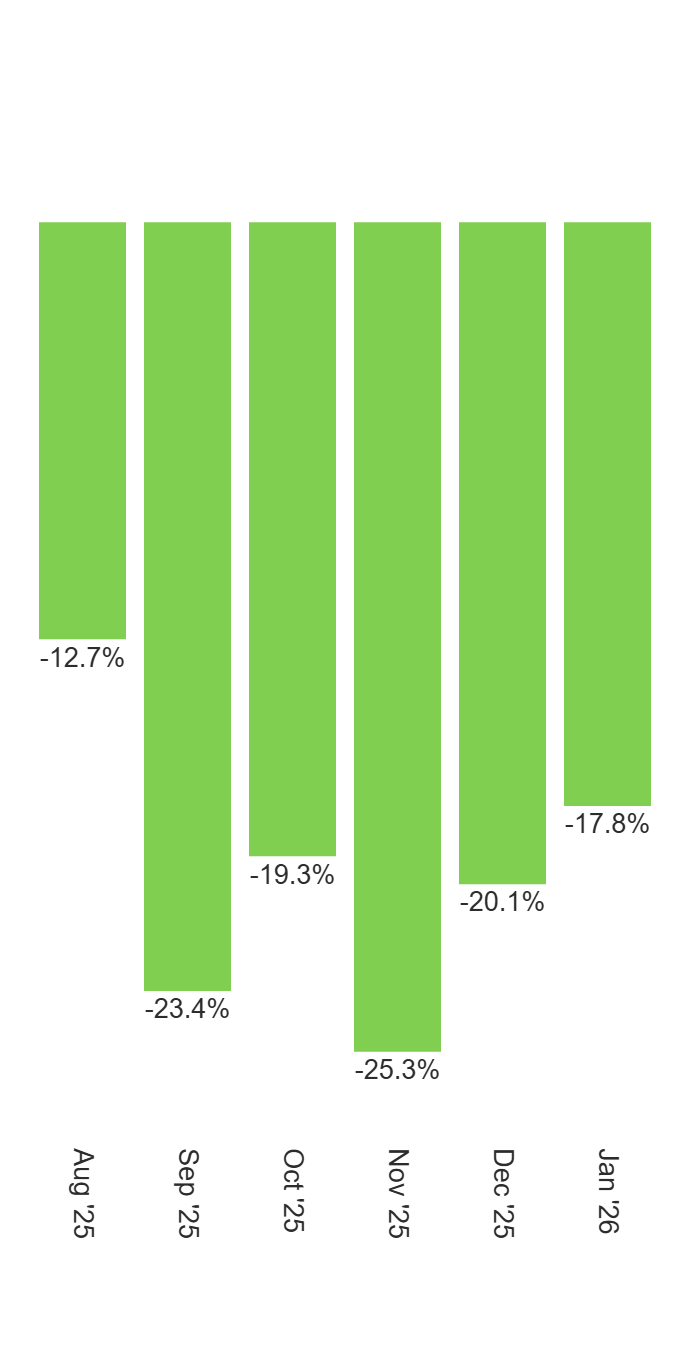 -12.7%
-17.8%
-19.3%
-20.1%
-23.4%
-25.3%
Aug '25
Sep '25
Oct '25
Nov '25
Dec '25
Jan '26